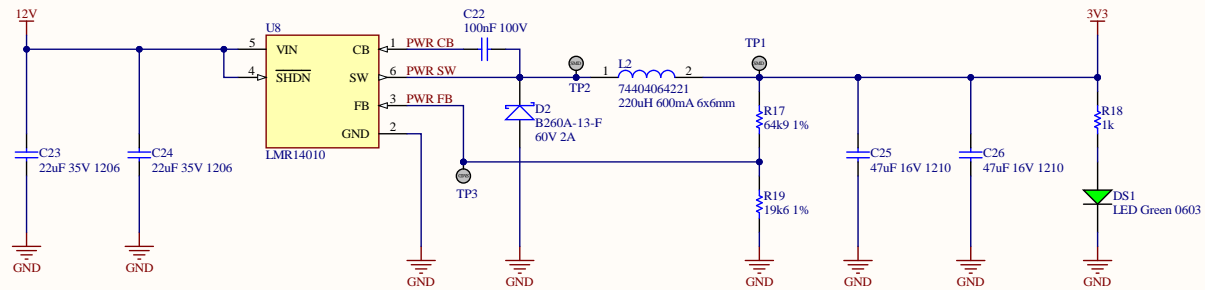 12V
U8
C22
100nF 100V
3V3
5 VIN CB 1 PWR CB
4 SHDN SW 6 PWR SW
FB 3 PWR FB
GND 2
LMR14010
TP2
1 L2 2
74404064221
220uH 600mA 6x6mm
TP1
D2
B260A-13-F
60V 2A
R17
64k9 1%
R18
1k
C23
22uF 35V 1206
C24
22uF 35V 1206
TP3
C25
47uF 16V 1210
C26
47uF 16V 1210
R19
19k6 1%
DS1
LED Green 0603
GND
GND
GND
GND
GND
GND
GND
GND